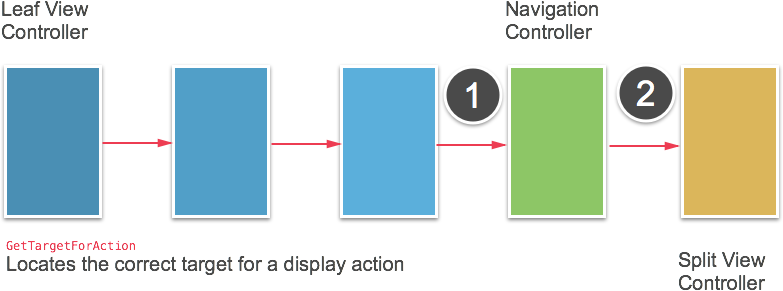 Leaf View
Controller
Navigation
Controller
1
2
GetTargetForAction
Locates the correct target for a display action
Split View
Controller